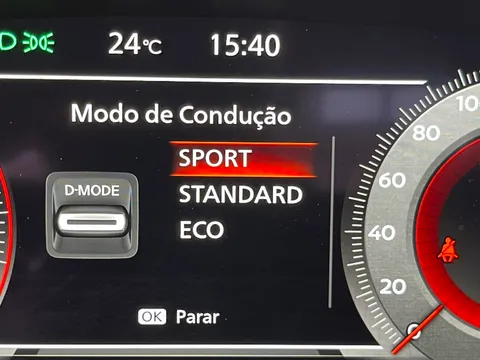 24°C 15:40
Modo de Condução
D-MODE
SPORT
STANDARD
ECO
OK Parar
100
80
60
40
20
0